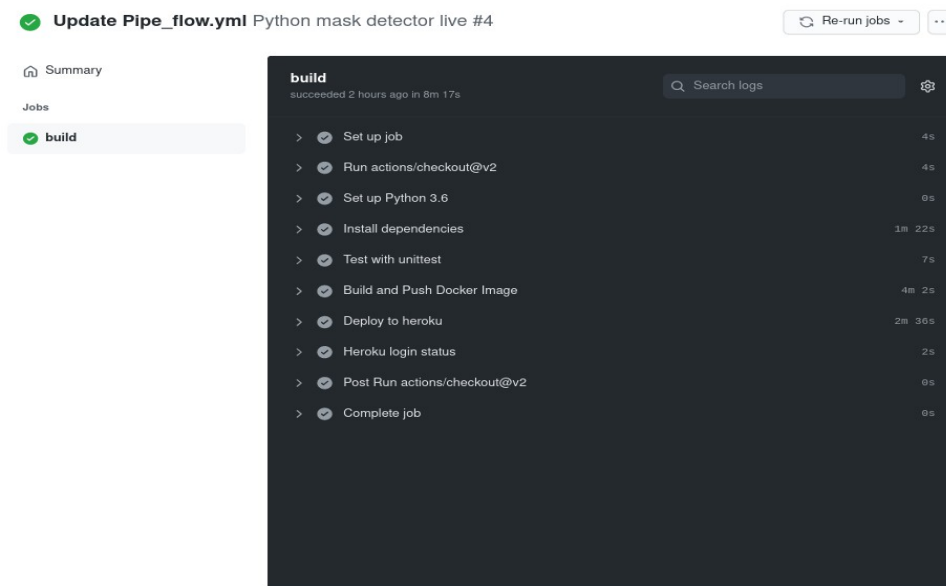 Update Pipe_flow.yml Python mask detector live #4
Re-run jobs
Summary
Jobs
build
build
succeeded 2 hours ago in 8m 17s
Search logs
Set up job 4s
Run actions/checkout@v2 4s
Set up Python 3.6 0s
Install dependencies 1m 22s
Test with unittest 7s
Build and Push Docker Image 4m 2s
Deploy to heroku 2m 36s
Heroku login status 2s
Post Run actions/checkout@v2 0s
Complete job 0s